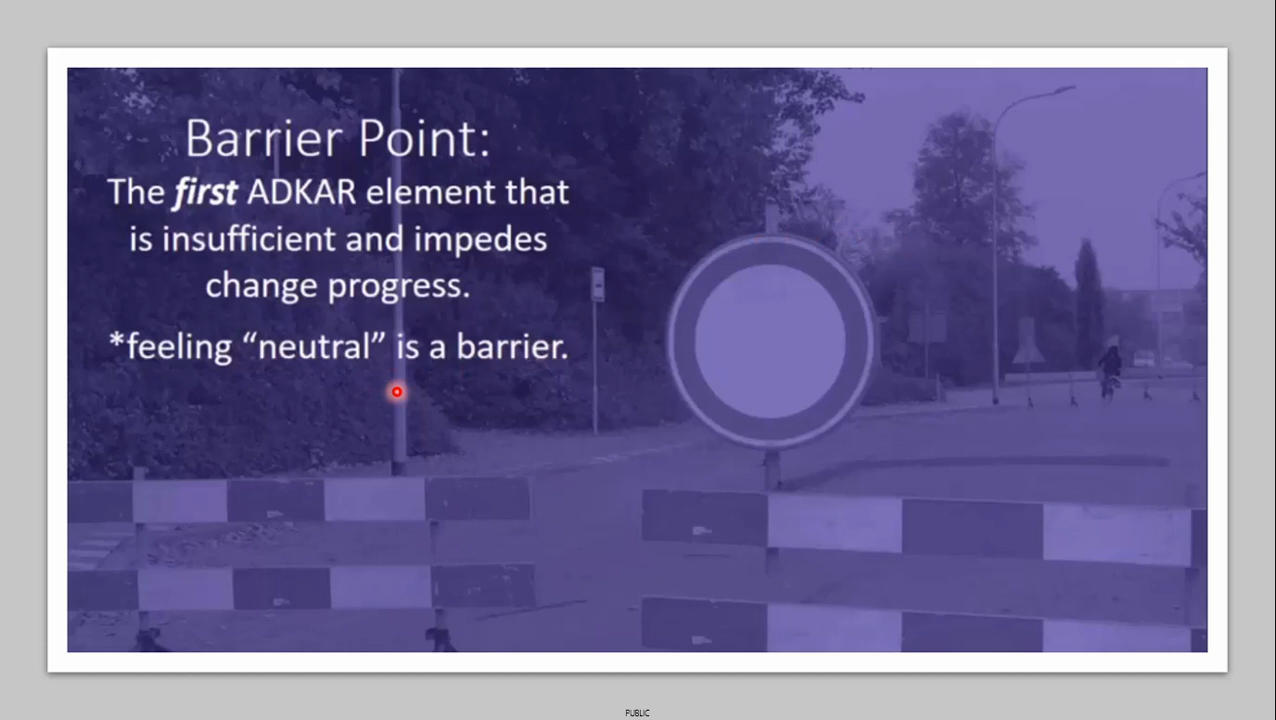 Barrier Point:
The first ADKAR element that
is insufficient and impedes
change progress.
*feeling “neutral” is a barrier.
PUBLIC